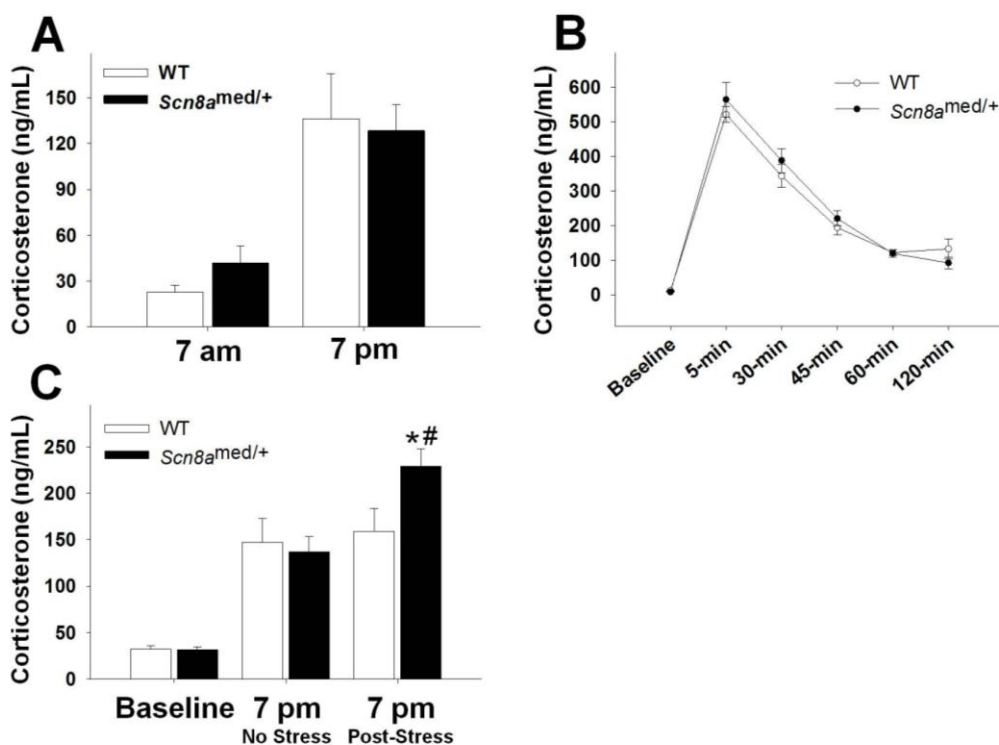 A
Corticosterone (ng/mL)
150
120
90
60
30
0
WT
Scn8amed/+
7 am
7 pm
B
Corticosterone (ng/mL)
600
500
400
300
200
100
0
WT
Scn8amed/+
Baseline
5-min
30-min
45-min
60-min
120-min
C
Corticosterone (ng/mL)
250
200
150
100
50
0
WT
Scn8amed/+
*#
Baseline 7 pm 7 pm
No Stress Post-Stress